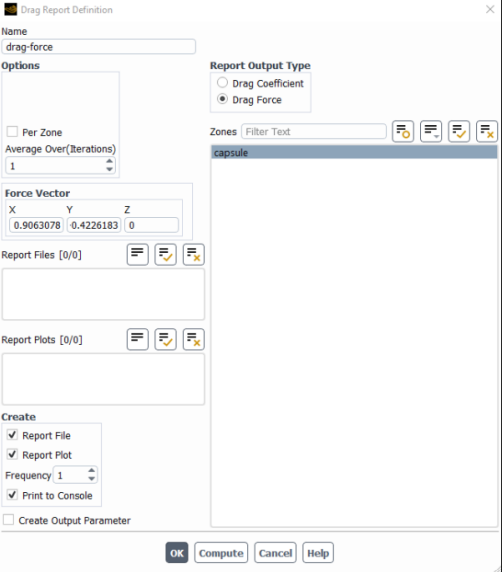 Drag Report Definition
Name
drag-force
Options
Per Zone
Average Over(Iterations)
1
Force Vector
X Y Z
0.9063078 -0.4226183 0
Report Files [0/0]
Report Plots [0/0]
Create
Report File
Report Plot
Frequency 1
Print to Console
Create Output Parameter
Report Output Type
Drag Coefficient
Drag Force
Zones Filter Text
capsule
OK Compute Cancel Help